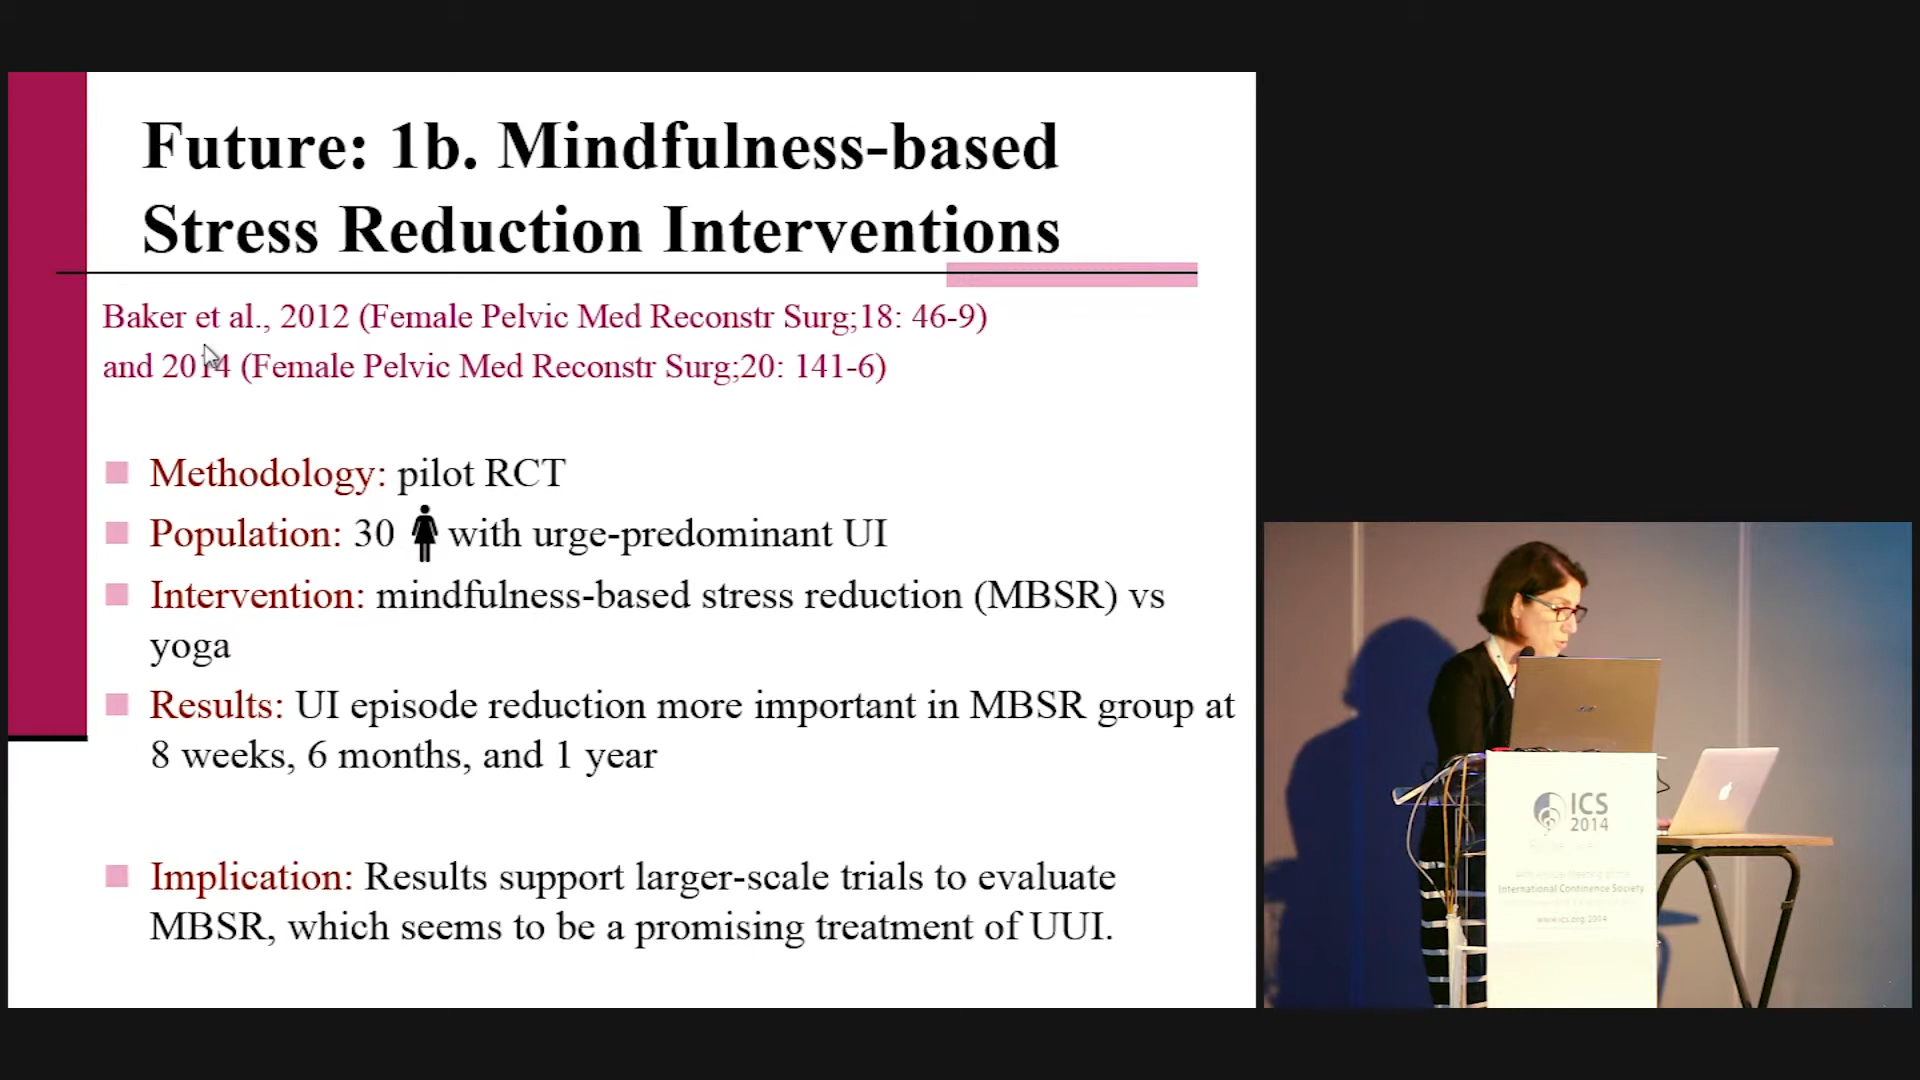 Future: 1b. Mindfulness-based
Stress Reduction Interventions
Baker et al., 2012 (Female Pelvic Med Reconstr Surg;18: 46-9)
and 2014 (Female Pelvic Med Reconstr Surg;20: 141-6)
Methodology: pilot RCT
Population: 30 with urge-predominant UI
Intervention: mindfulness-based stress reduction (MBSR) vs
yoga
Results: UI episode reduction more important in MBSR group at
8 weeks, 6 months, and 1 year
Implication: Results support larger-scale trials to evaluate
MBSR, which seems to be a promising treatment of UUI.
ICS
2014
International Continence Society